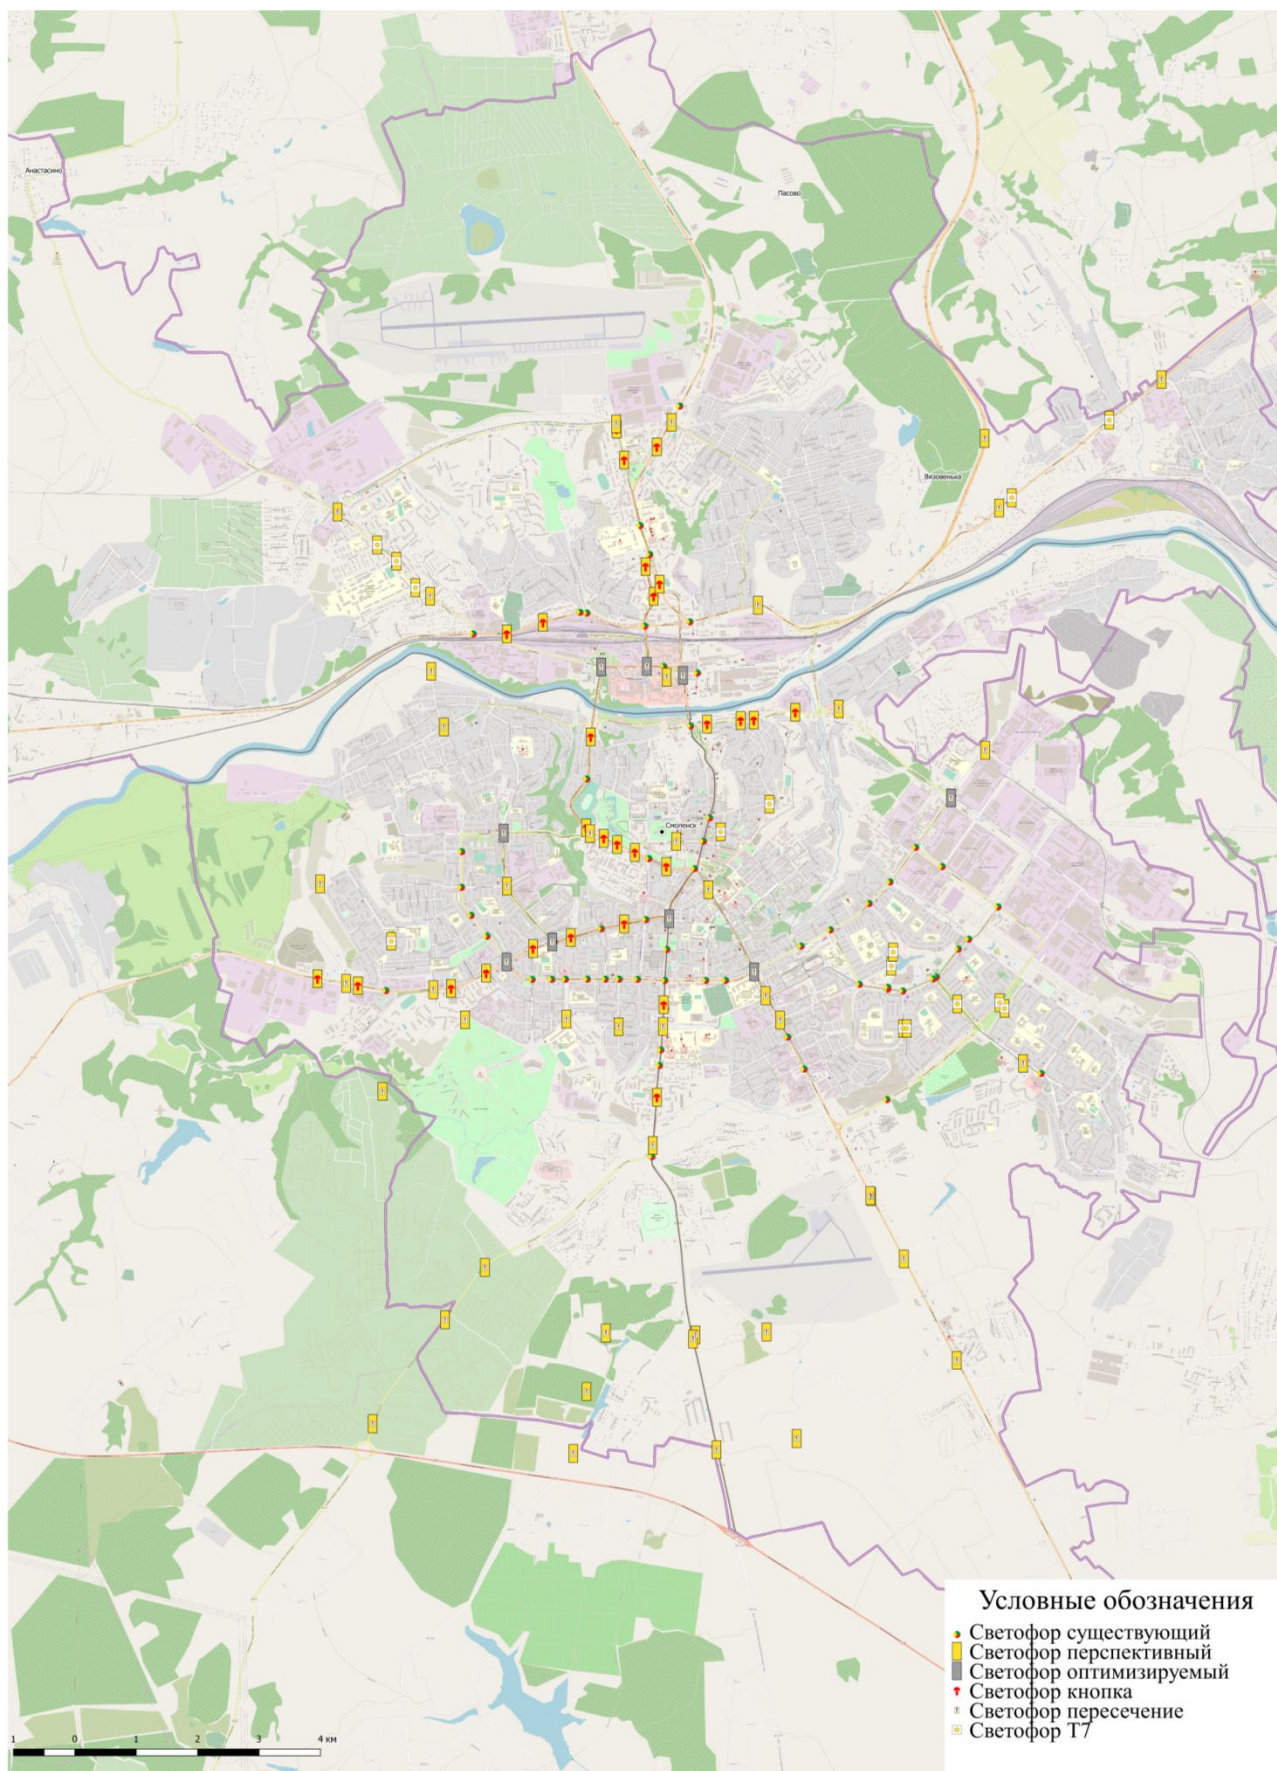 Анастасино
Пасово
Вязовенька
Смоленск
Условные обозначения
Светофор существующий
Светофор перспективный
Светофор оптимизируемый
Светофор кнопка
Светофор пересечение
Светофор Т7
1 0 1 2 3 4 км